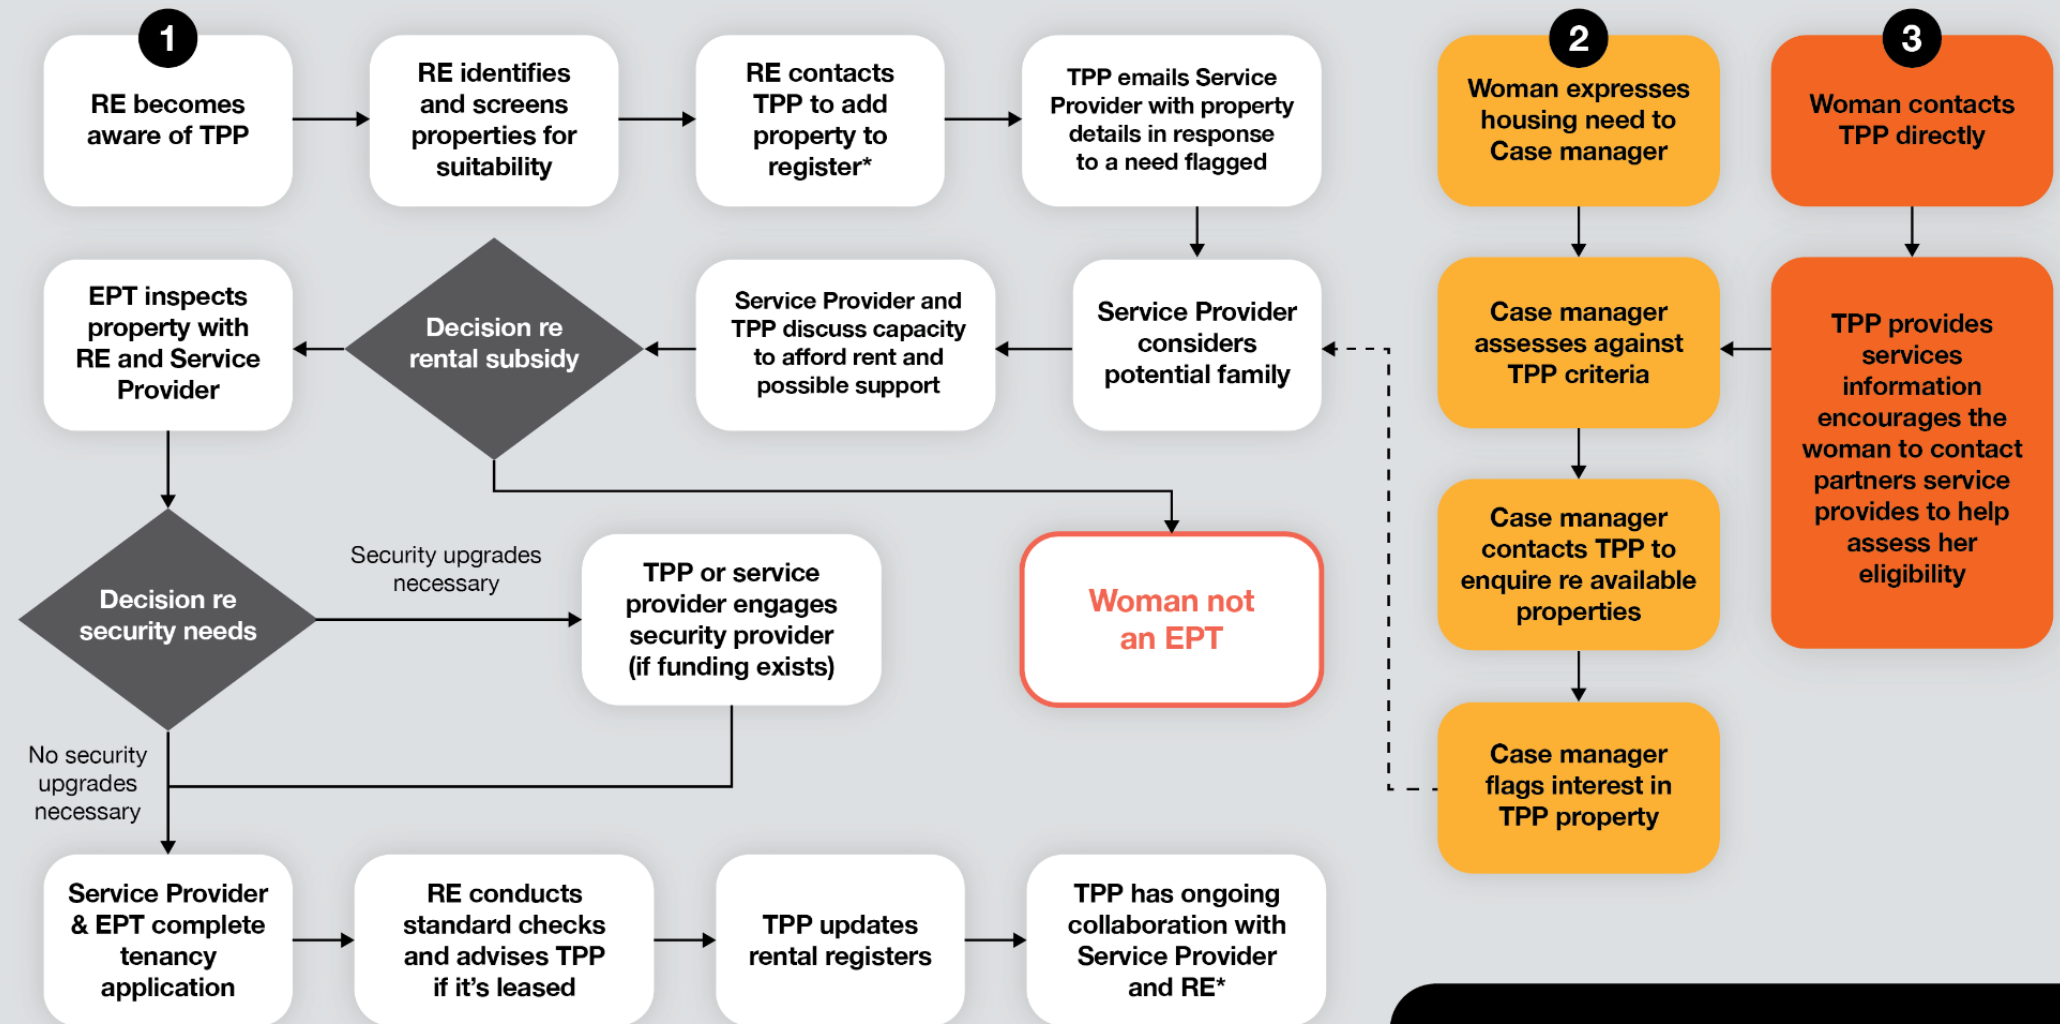 1
RE becomes
aware of TPP
RE identifies
and screens
properties for
suitability
RE contacts
TPP to add
property to
register*
TPP emails Service
Provider with property
details in response
to a need flagged
2
Woman expresses
housing need to
Case manager
3
Woman contacts
TPP directly
EPT inspects
property with
RE and Service
Provider
Decision re
rental subsidy
Service Provider and
TPP discuss capacity
to afford rent and
possible support
Service Provider
considers
potential family
Case manager
assesses against
TPP criteria
TPP provides
services
information
encourages the
woman to contact
partners service
provides to help
assess her
eligibility
Decision re
security needs
Security upgrades
necessary
TPP or service
provider engages
security provider
(if funding exists)
Woman not
an EPT
Case manager
contacts TPP to
enquire re available
properties
No security
upgrades
necessary
Case manager
flags interest in
TPP property
Service Provider
& EPT complete
tenancy
application
RE conducts
standard checks
and advises TPP
if it's leased
TPP updates
rental registers
TPP has ongoing
collaboration with
Service Provider
and RE*